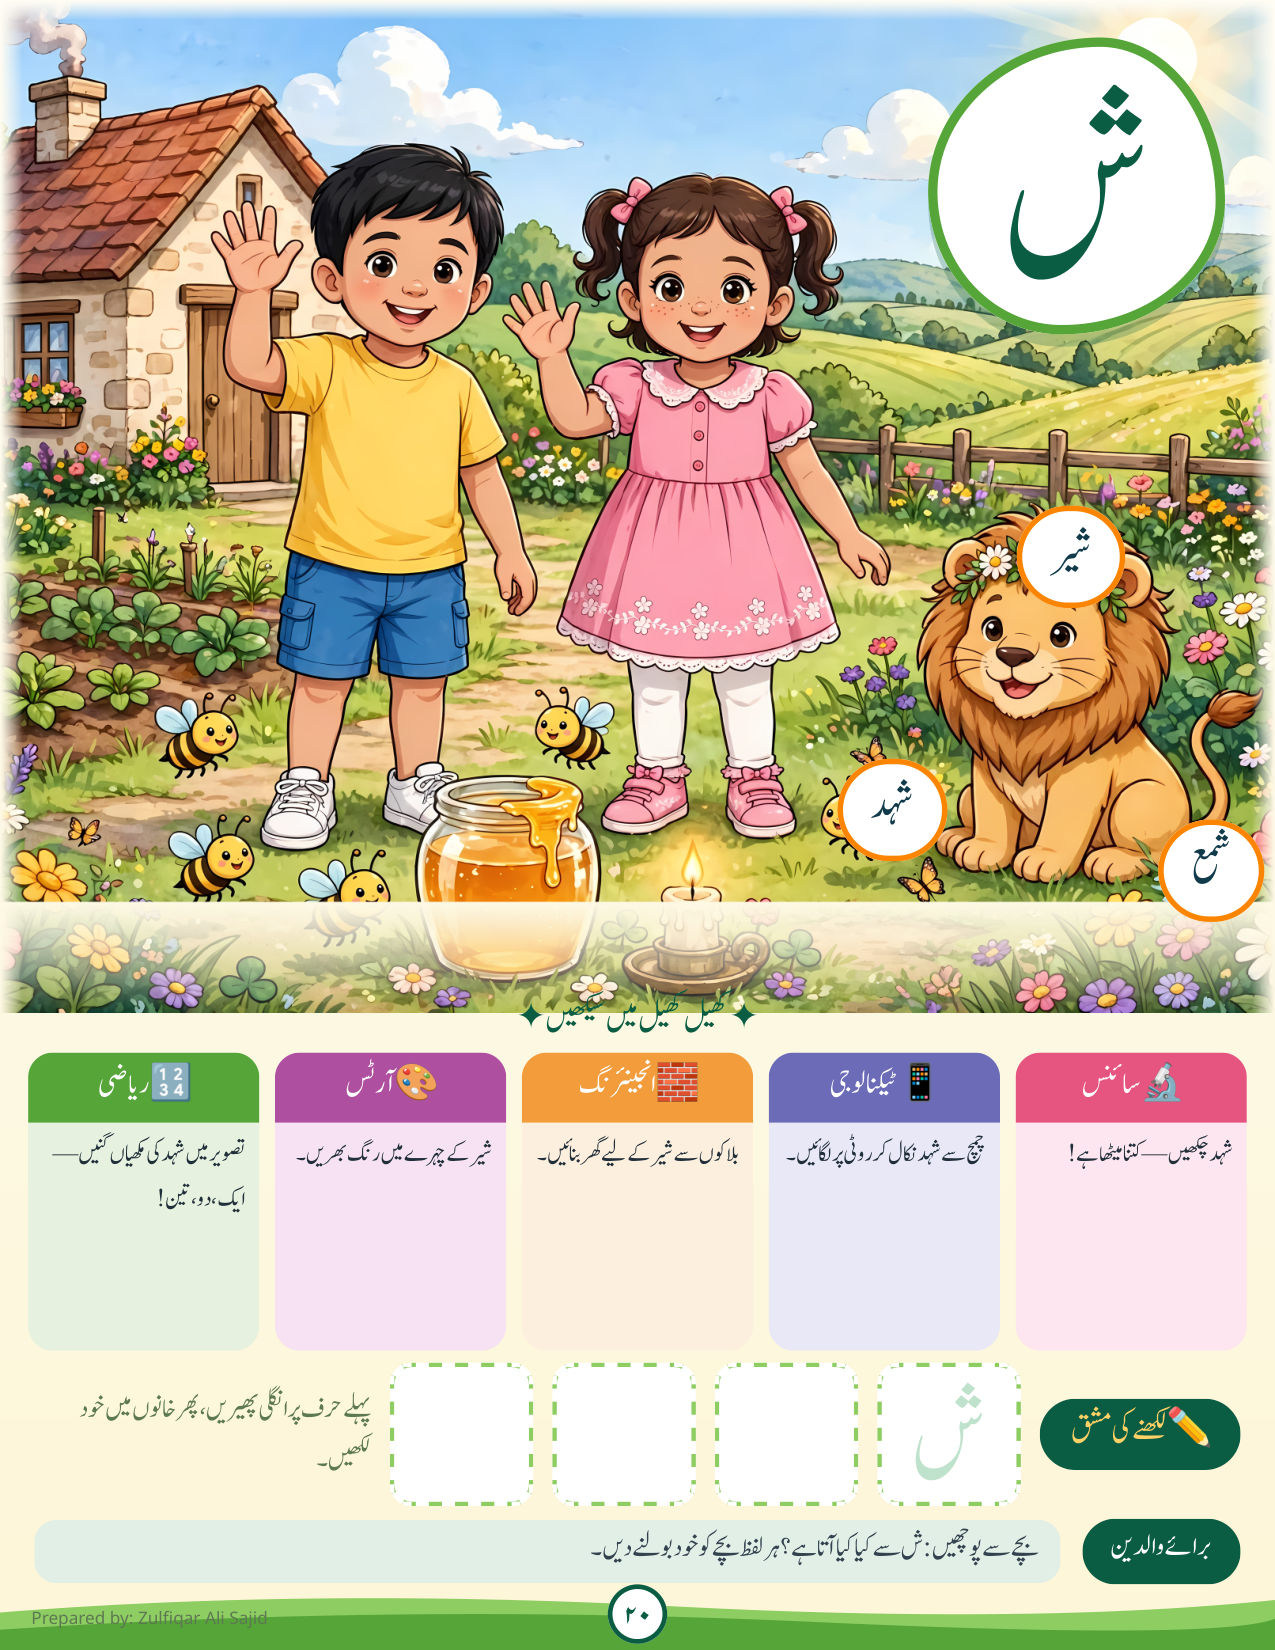 ش
شیر
شہد
شمع
✦ کھیل کھیل میں سیکھیں ✦
🔬 سائنس
شہد چکھیں — کتنا میٹھا ہے!
📱 ٹیکنالوجی
چمچ سے شہد نکال کر روٹی پر لگائیں۔
🧱 انجینئرنگ
بلاکوں سے شیر کے لیے گھر بنائیں۔
🎨 آرٹس
شیر کے چہرے میں رنگ بھریں۔
🔢 ریاضی
تصویر میں شہد کی مکھیاں گنیں —
ایک، دو، تین!
✏️ لکھنے کی مشق
ش
پہلے حرف پر انگلی پھیریں، پھر خانوں میں خود
لکھیں۔
برائے والدین
بچے سے پوچھیں: ش سے کیا کیا آتا ہے؟ ہر لفظ بچے کو خود بولنے دیں۔
Prepared by: Zulfiqar Ali Sajid
۲۰